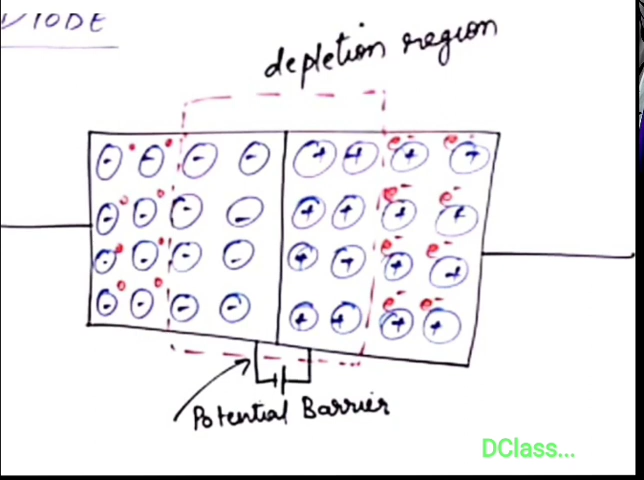 DIODE
depletion region
Potential Barrier
DClass...